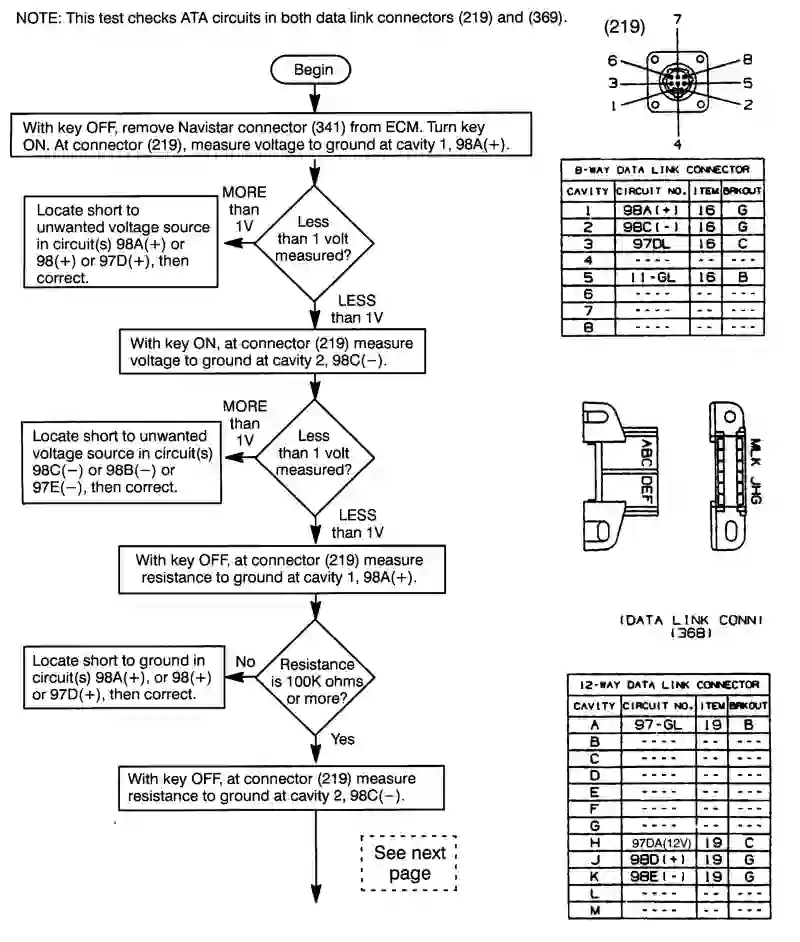 NOTE: This test checks ATA circuits in both data link connectors (219) and (369).
Begin
With key OFF, remove Navistar connector (341) from ECM. Turn key
ON. At connector (219), measure voltage to ground at cavity 1, 98A(+).
Less
than 1 volt
measured?
MORE
than
1V
Locate short to
unwanted voltage source
in circuit(s) 98A(+) or
98(+) or 97D(+), then
correct.
LESS
than 1V
With key ON, at connector (219) measure
voltage to ground at cavity 2, 98C(−).
Less
than 1 volt
measured?
MORE
than
1V
Locate short to unwanted
voltage source in circuit(s)
98C(−) or 98B(−) or
97E(−), then correct.
LESS
than 1V
With key OFF, at connector (219) measure
resistance to ground at cavity 1, 98A(+).
Resistance
is 100K ohms
or more?
No
Locate short to ground in
circuit(s) 98A(+), or 98(+)
or 97D(+), then correct.
Yes
With key OFF, at connector (219) measure
resistance to ground at cavity 2, 98C(−).
See next
page
(219)
7
6 8
3 5
1 2
4
8-WAY DATA LINK CONNECTOR
CAVITY CIRCUIT NO. ITEM BRKOUT
1 98A(+) 16 G
2 98C(-) 16 G
3 97DL 16 C
4 ---- -- ---
5 11-GL 16 B
6 ---- -- ---
7 ---- -- ---
8 ---- -- ---
ABC DEF
MLK JHG
(DATA LINK CONN)
(368)
12-WAY DATA LINK CONNECTOR
CAVITY CIRCUIT NO. ITEM BRKOUT
A 97-GL 19 B
B ---- -- ---
C ---- -- ---
D ---- -- ---
E ---- -- ---
F ---- -- ---
G ---- -- ---
H 97DA(12V) 19 C
J 98D(+) 19 G
K 98E(-) 19 G
L ---- -- ---
M ---- -- ---